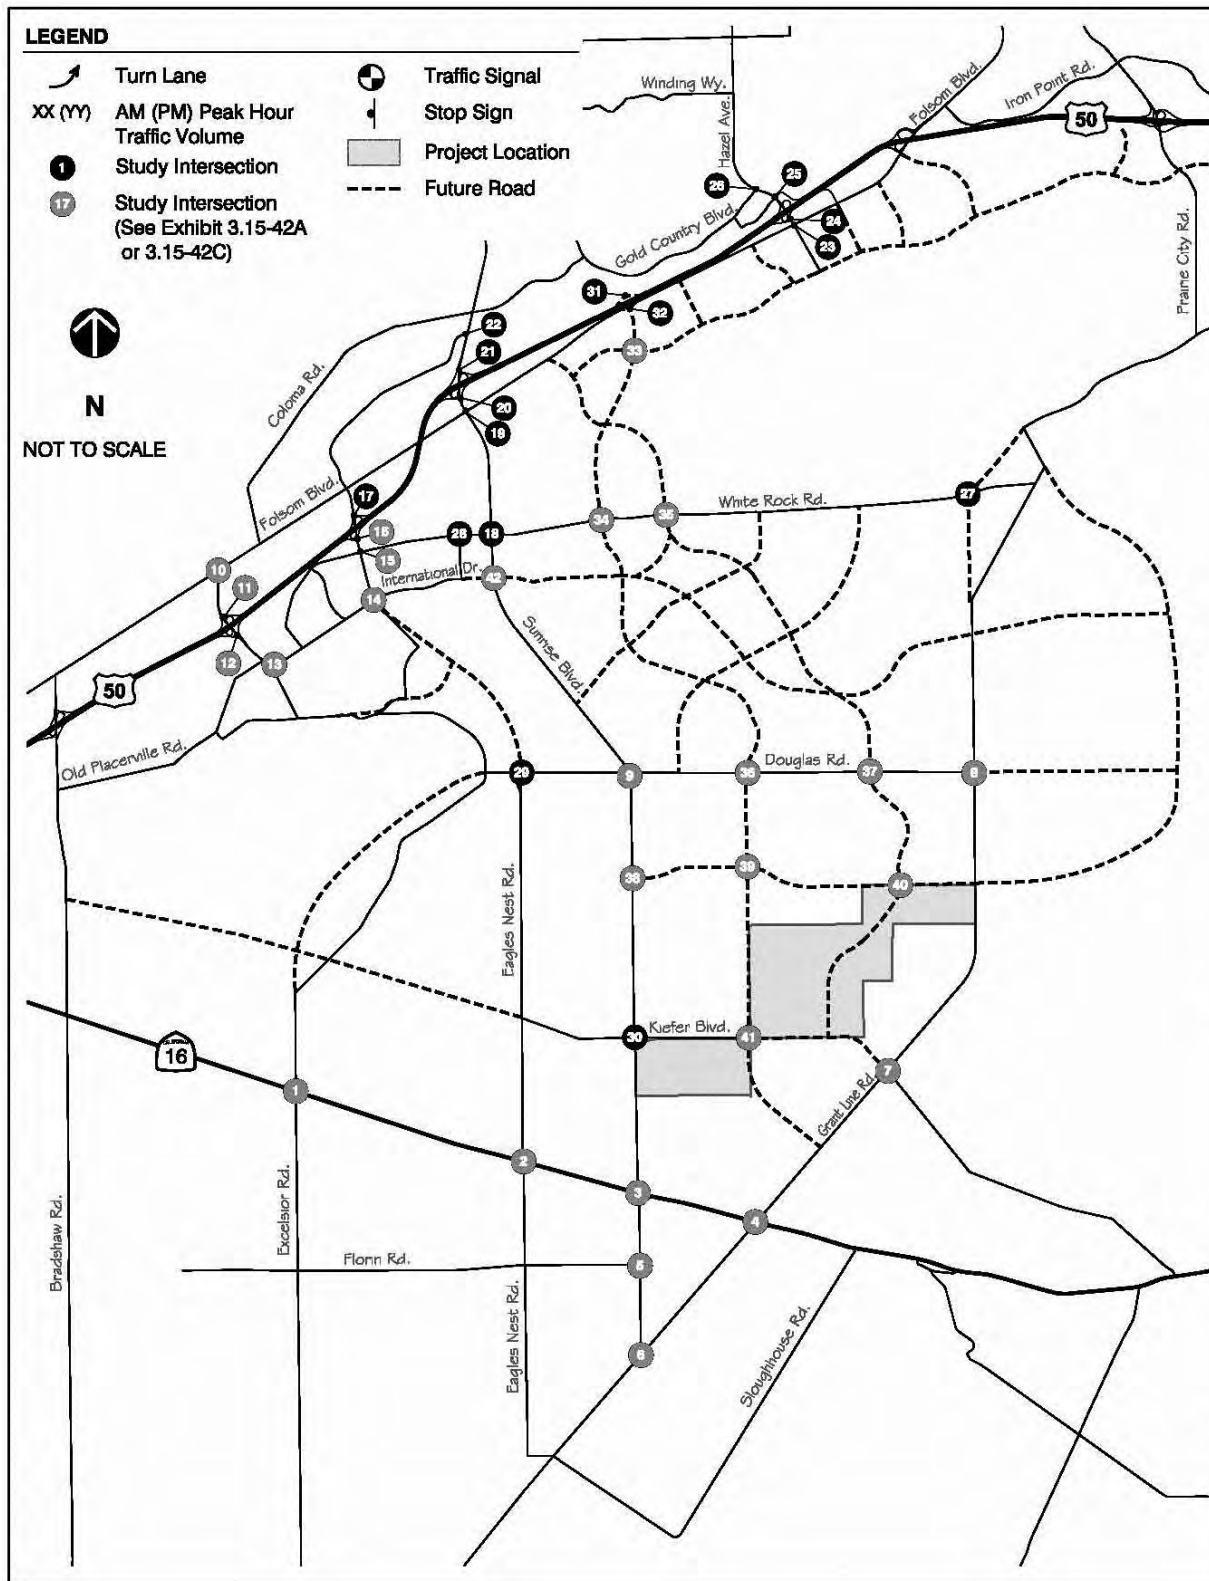 LEGEND
Turn Lane
XX (YY) AM (PM) Peak Hour
Traffic Volume
1 Study Intersection
17 Study Intersection
(See Exhibit 3.15-42A
or 3.15-42C)
Traffic Signal
Stop Sign
Project Location
Future Road
N
NOT TO SCALE
Winding Wy.
Hazel Ave.
Folsom Blvd.
Iron Point Rd.
50
Prairie City Rd.
26
25
24
23
Gold Country Blvd.
31
32
33
22
21
20
19
Coloma Rd.
Folsom Blvd.
17
16
15
28
18
34
35
White Rock Rd.
27
10
11
12
13
14
International Dr.
42
Sunrise Blvd.
50
Old Placerville Rd.
29
9
36
Douglas Rd.
37
8
38
39
40
Eagles Nest Rd.
30
Kiefer Blvd.
41
7
Grant Line Rd.
CALIFORNIA
16
1
2
3
4
Bradshaw Rd.
Excelsior Rd.
Florin Rd.
5
Eagles Nest Rd.
6
Sloughhouse Rd.